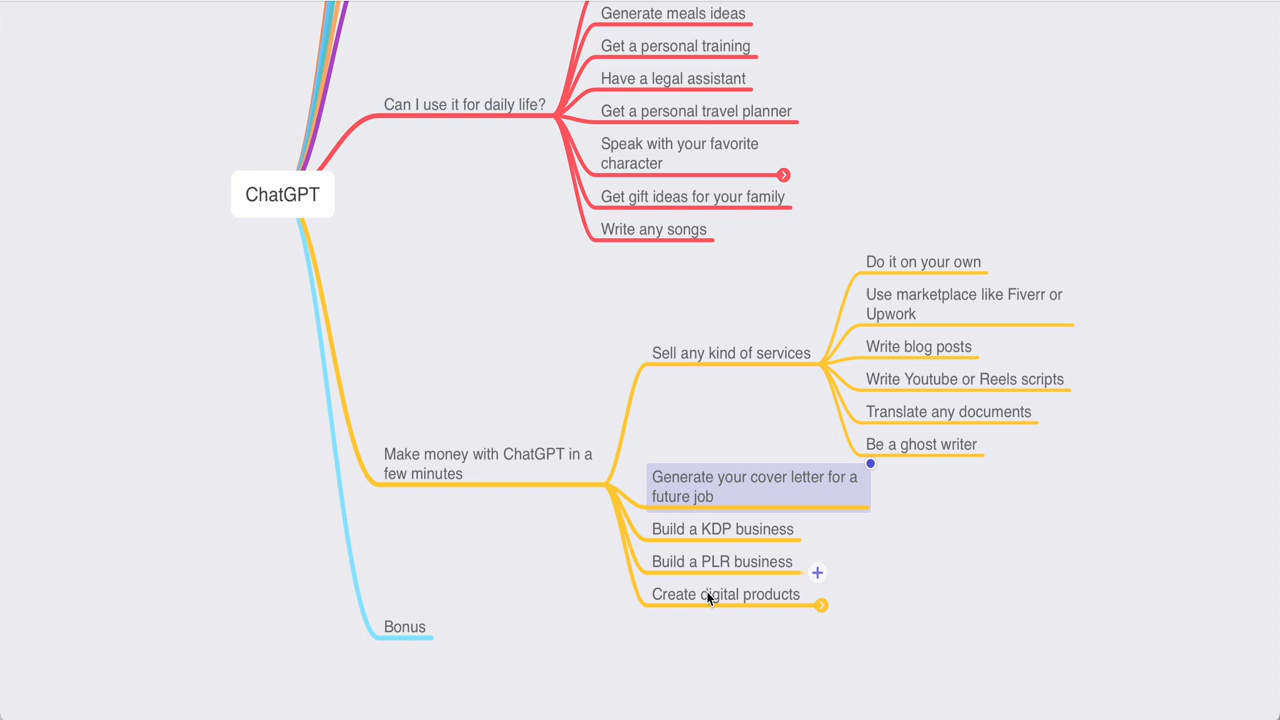 Generate meals ideas
Get a personal training
Have a legal assistant
Can I use it for daily life?
Get a personal travel planner
Speak with your favorite
character
ChatGPT
Get gift ideas for your family
Write any songs
Do it on your own
Use marketplace like Fiverr or
Upwork
Sell any kind of services
Write blog posts
Write Youtube or Reels scripts
Translate any documents
Be a ghost writer
Make money with ChatGPT in a
few minutes
Generate your cover letter for a
future job
Build a KDP business
Build a PLR business
Create digital products
Bonus